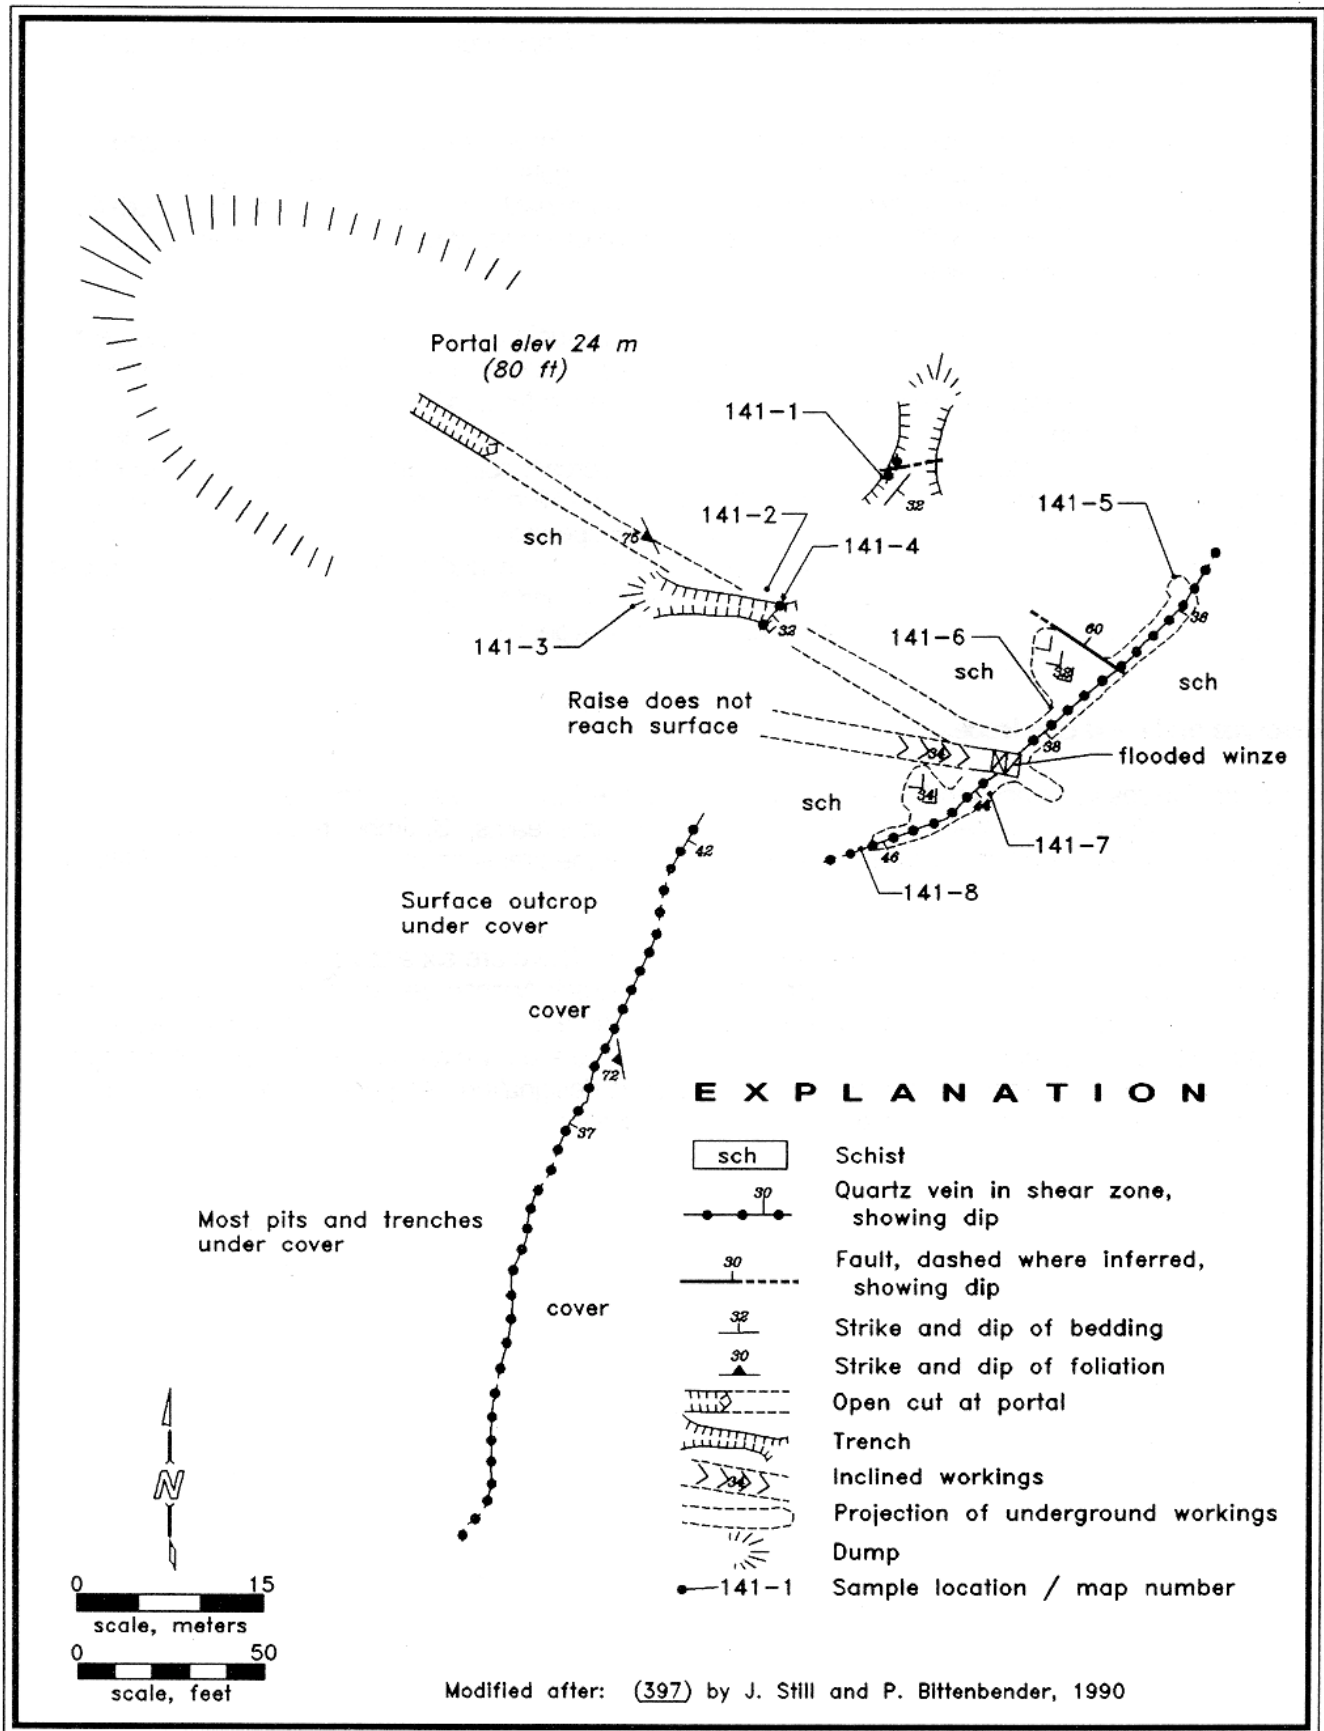 Portal elev 24 m
(80 ft)
141-1
32
141-2
141-5
sch
75
141-4
32
36
141-3
141-6
60
sch
sch
Raise does not
reach surface
38
34
flooded winze
34
sch
44
141-7
46
42
141-8
Surface outcrop
under cover
cover
72
37
Most pits and trenches
under cover
cover
EXPLANATION
sch Schist
30 Quartz vein in shear zone,
showing dip
30 Fault, dashed where inferred,
showing dip
32 Strike and dip of bedding
30 Strike and dip of foliation
Open cut at portal
Trench
34 Inclined workings
Projection of underground workings
Dump
141-1 Sample location / map number
N
0 15
scale, meters
0 50
scale, feet
Modified after: (397) by J. Still and P. Bittenbender, 1990